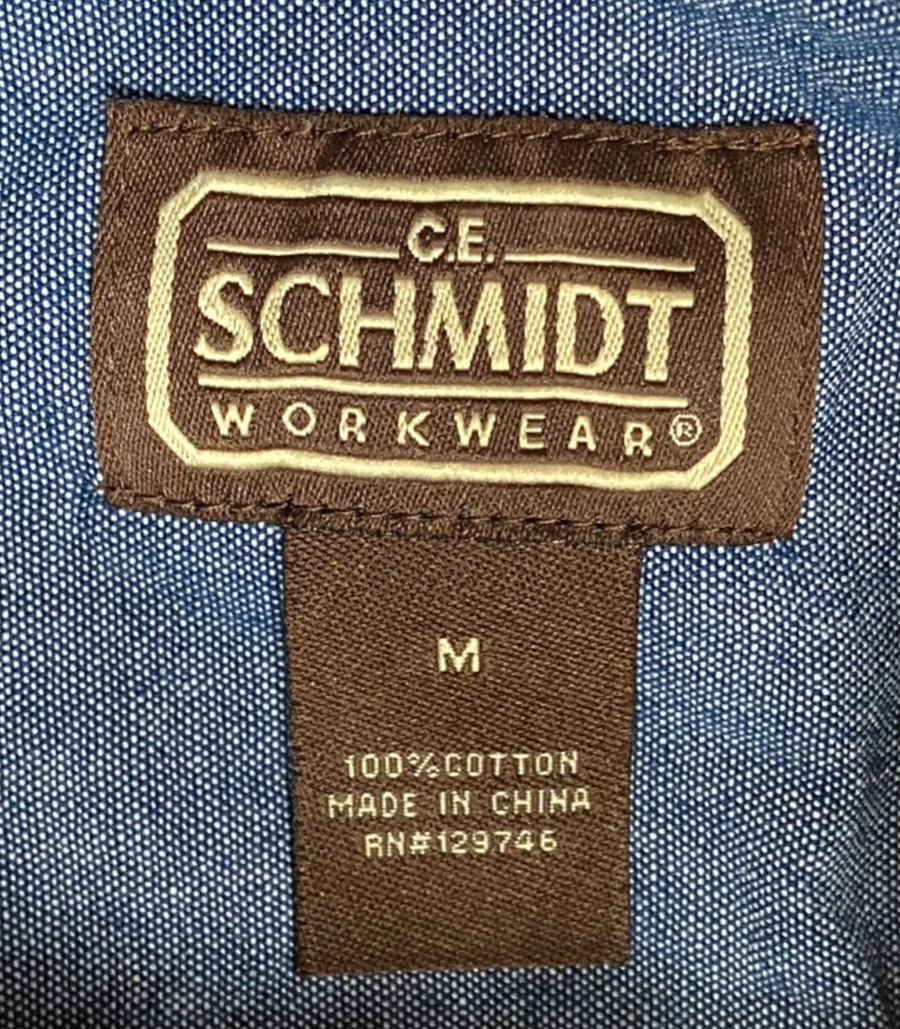 C.E.
SCHMIDT
WORKWEAR®
M
100%COTTON
MADE IN CHINA
RN#129746